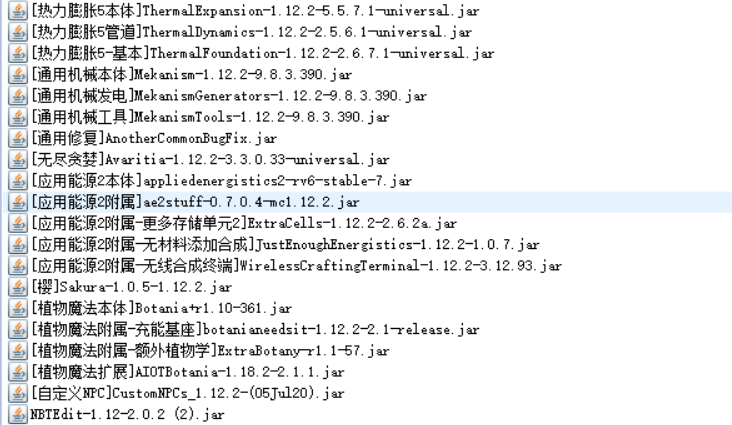 [热力膨胀5本体]ThermalExpansion-1.12.2-5.5.7.1-universal.jar
[热力膨胀5管道]ThermalDynamics-1.12.2-2.5.6.1-universal.jar
[热力膨胀5-基本]ThermalFoundation-1.12.2-2.6.7.1-universal.jar
[通用机械本体]Mekanism-1.12.2-9.8.3.390.jar
[通用机械发电]MekanismGenerators-1.12.2-9.8.3.390.jar
[通用机械工具]MekanismTools-1.12.2-9.8.3.390.jar
[通用修复]AnotherCommonBugFix.jar
[无尽贪婪]Avaritia-1.12.2-3.3.0.33-universal.jar
[应用能源2本体]appliedenergistics2-rv6-stable-7.jar
[应用能源2附属]ae2stuff-0.7.0.4-mc1.12.2.jar
[应用能源2附属-更多存储单元2]ExtraCells-1.12.2-2.6.2a.jar
[应用能源2附属-无材料添加合成]JustEnoughEnergistics-1.12.2-1.0.7.jar
[应用能源2附属-无线合成终端]WirelessCraftingTerminal-1.12.2-3.12.93.jar
[樱]Sakura-1.0.5-1.12.2.jar
[植物魔法本体]Botania+r1.10-361.jar
[植物魔法附属-充能基座]botanianeedsit-1.12.2-2.1-release.jar
[植物魔法附属-额外植物学]ExtraBotany-r1.1-57.jar
[植物魔法扩展]AIOTBotania-1.18.2-2.1.1.jar
[自定义NPC]CustomNPCs_1.12.2-(05Jul20).jar
NBTEdit-1.12-2.0.2 (2).jar